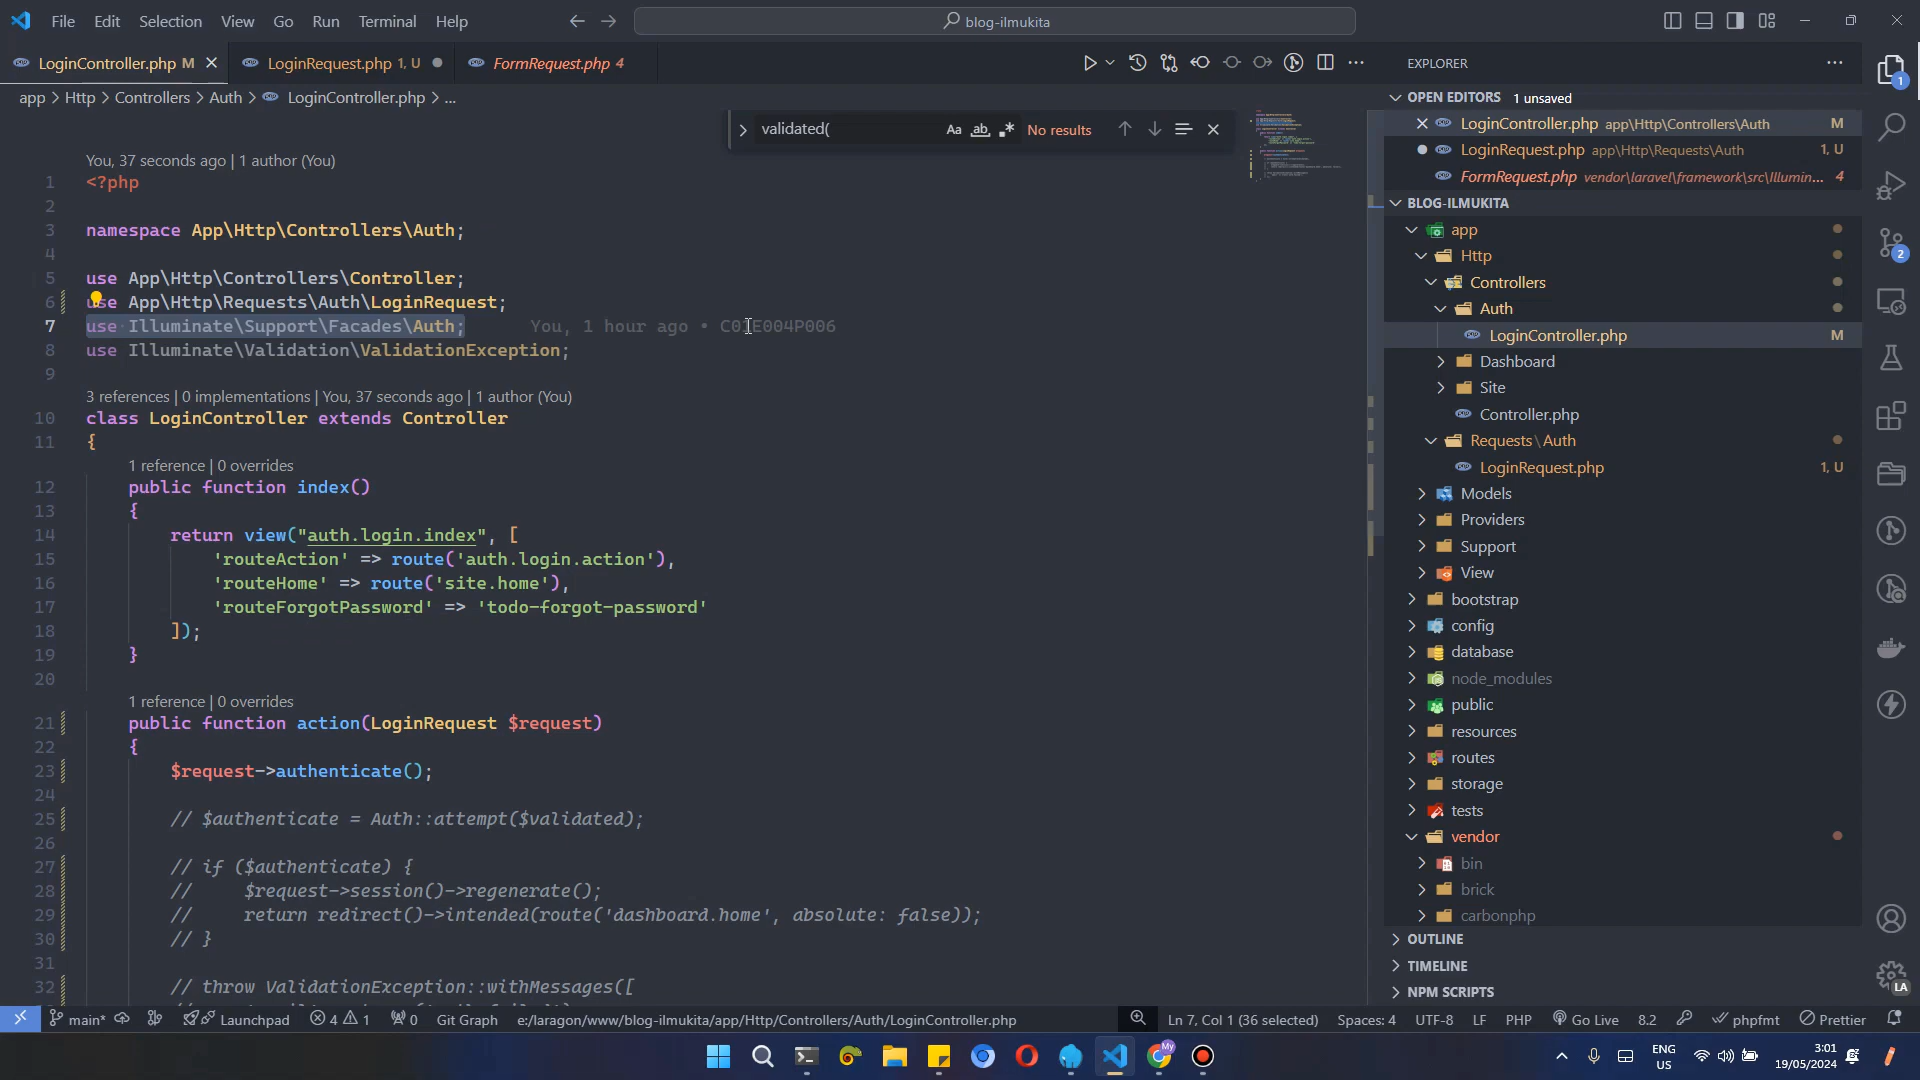 File Edit Selection View Go Run Terminal Help
blog-ilmukita
LoginController.php M
LoginRequest.php 1, U
FormRequest.php 4
app > Http > Controllers > Auth > LoginController.php > ...
validated(
Aa ab No results
You, 37 seconds ago | 1 author (You)
1 <?php
2
3 namespace App\Http\Controllers\Auth;
4
5 use App\Http\Controllers\Controller;
6 use App\Http\Requests\Auth\LoginRequest;
7 use Illuminate\Support\Facades\Auth; You, 1 hour ago • C01E004P006
8 use Illuminate\Validation\ValidationException;
9
3 references | 0 implementations | You, 37 seconds ago | 1 author (You)
10 class LoginController extends Controller
11 {
1 reference | 0 overrides
12 public function index()
13 {
14 return view("auth.login.index", [
15 'routeAction' => route('auth.login.action'),
16 'routeHome' => route('site.home'),
17 'routeForgotPassword' => 'todo-forgot-password'
18 ]);
19 }
20
1 reference | 0 overrides
21 public function action(LoginRequest $request)
22 {
23 $request->authenticate();
24
25 // $authenticate = Auth::attempt($validated);
26
27 // if ($authenticate) {
28 // $request->session()->regenerate();
29 // return redirect()->intended(route('dashboard.home', absolute: false));
30 // }
31
32 // throw ValidationException::withMessages([
EXPLORER
OPEN EDITORS 1 unsaved
LoginController.php app\Http\Controllers\Auth M
LoginRequest.php app\Http\Requests\Auth 1, U
FormRequest.php vendor\laravel\framework\src\Illumin... 4
BLOG-ILMUKITA
app
Http
Controllers
Auth
LoginController.php M
Dashboard
Site
Controller.php
Requests\Auth
LoginRequest.php 1, U
Models
Providers
Support
View
bootstrap
config
database
node_modules
public
resources
routes
storage
tests
vendor
bin
brick
carbonphp
OUTLINE
TIMELINE
NPM SCRIPTS
1
2
LA
main* Launchpad 4 1 0 Git Graph e:/laragon/www/blog-ilmukita/app/Http/Controllers/Auth/LoginController.php Ln 7, Col 1 (36 selected) Spaces: 4 UTF-8 LF PHP Go Live 8.2 phpfmt Prettier
My
ENG
US
3:01
19/05/2024